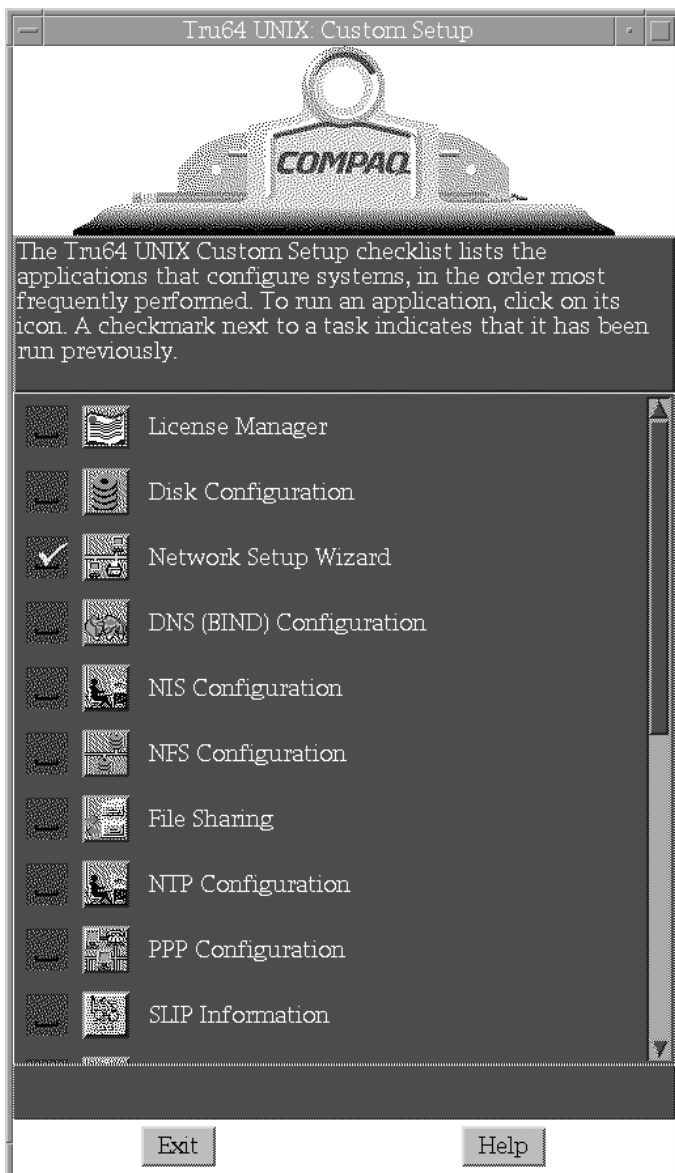 Tru64 UNIX: Custom Setup
COMPAQ
The Tru64 UNIX Custom Setup checklist lists the
applications that configure systems, in the order most
frequently performed. To run an application, click on its
icon. A checkmark next to a task indicates that it has been
run previously.
License Manager
Disk Configuration
Network Setup Wizard
DNS (BIND) Configuration
NIS Configuration
NFS Configuration
File Sharing
NTP Configuration
PPP Configuration
SLIP Information
Exit
Help